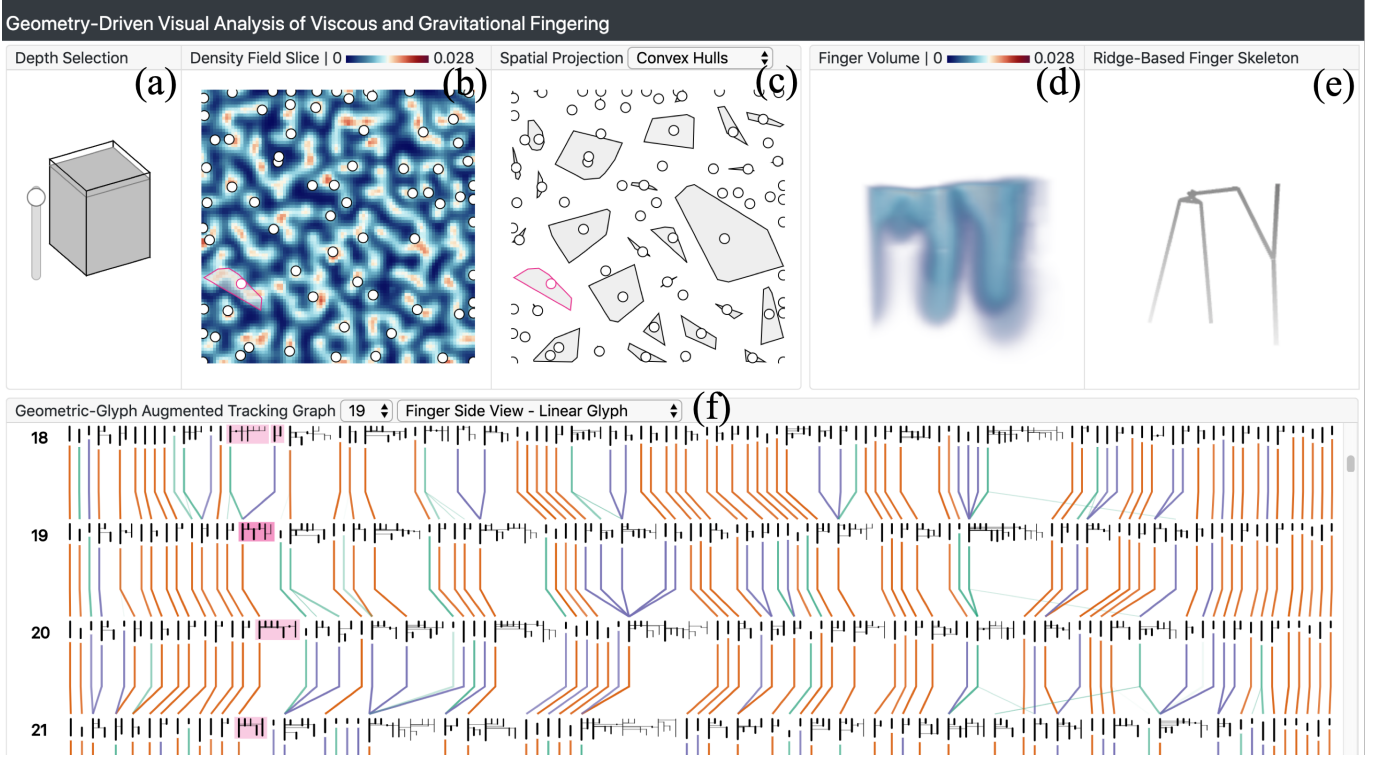 Geometry-Driven Visual Analysis of Viscous and Gravitational Fingering
Depth Selection
(a)
Density Field Slice | 0 0.028
(b)
Spatial Projection Convex Hulls
(c)
Finger Volume | 0 0.028
(d)
Ridge-Based Finger Skeleton
(e)
Geometric-Glyph Augmented Tracking Graph 19 Finger Side View - Linear Glyph (f)
18
19
20
21